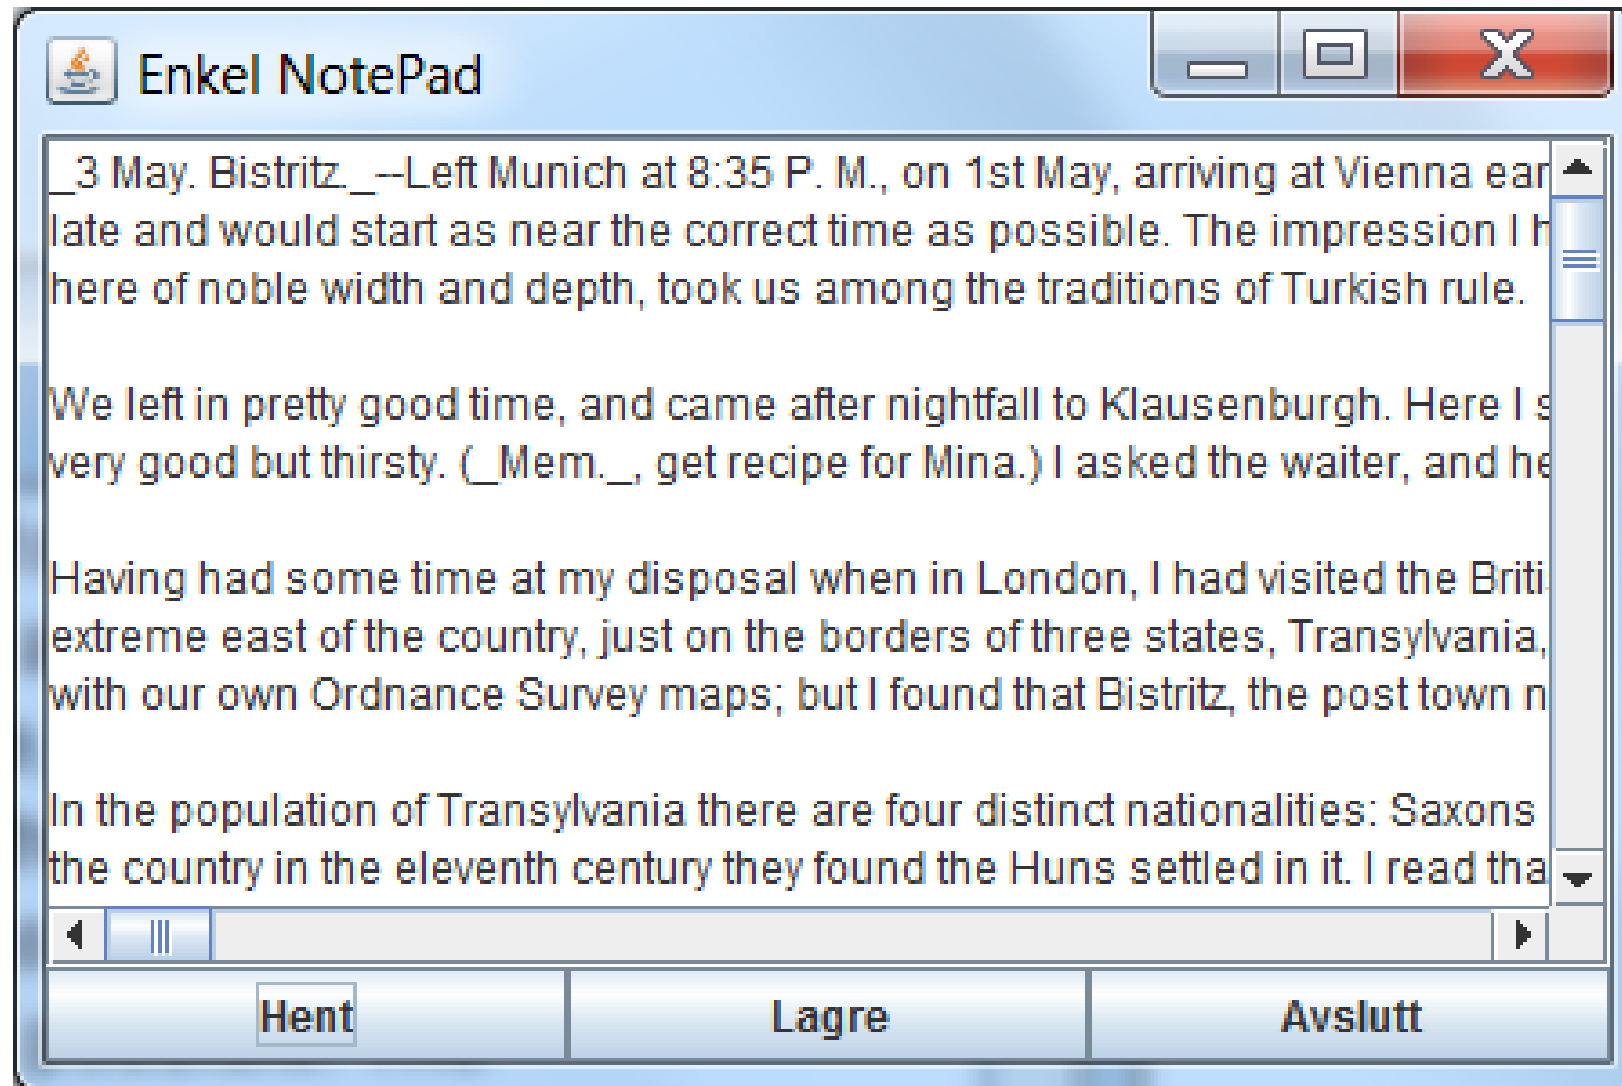 Enkel NotePad
_3 May. Bistritz._--Left Munich at 8:35 P. M., on 1st May, arriving at Vienna ear
late and would start as near the correct time as possible. The impression I h
here of noble width and depth, took us among the traditions of Turkish rule.
We left in pretty good time, and came after nightfall to Klausenburgh. Here I s
very good but thirsty. (_Mem._, get recipe for Mina.) I asked the waiter, and he
Having had some time at my disposal when in London, I had visited the Briti
extreme east of the country, just on the borders of three states, Transylvania,
with our own Ordnance Survey maps; but I found that Bistritz, the post town n
In the population of Transylvania there are four distinct nationalities: Saxons
the country in the eleventh century they found the Huns settled in it. I read tha
Hent Lagre Avslutt